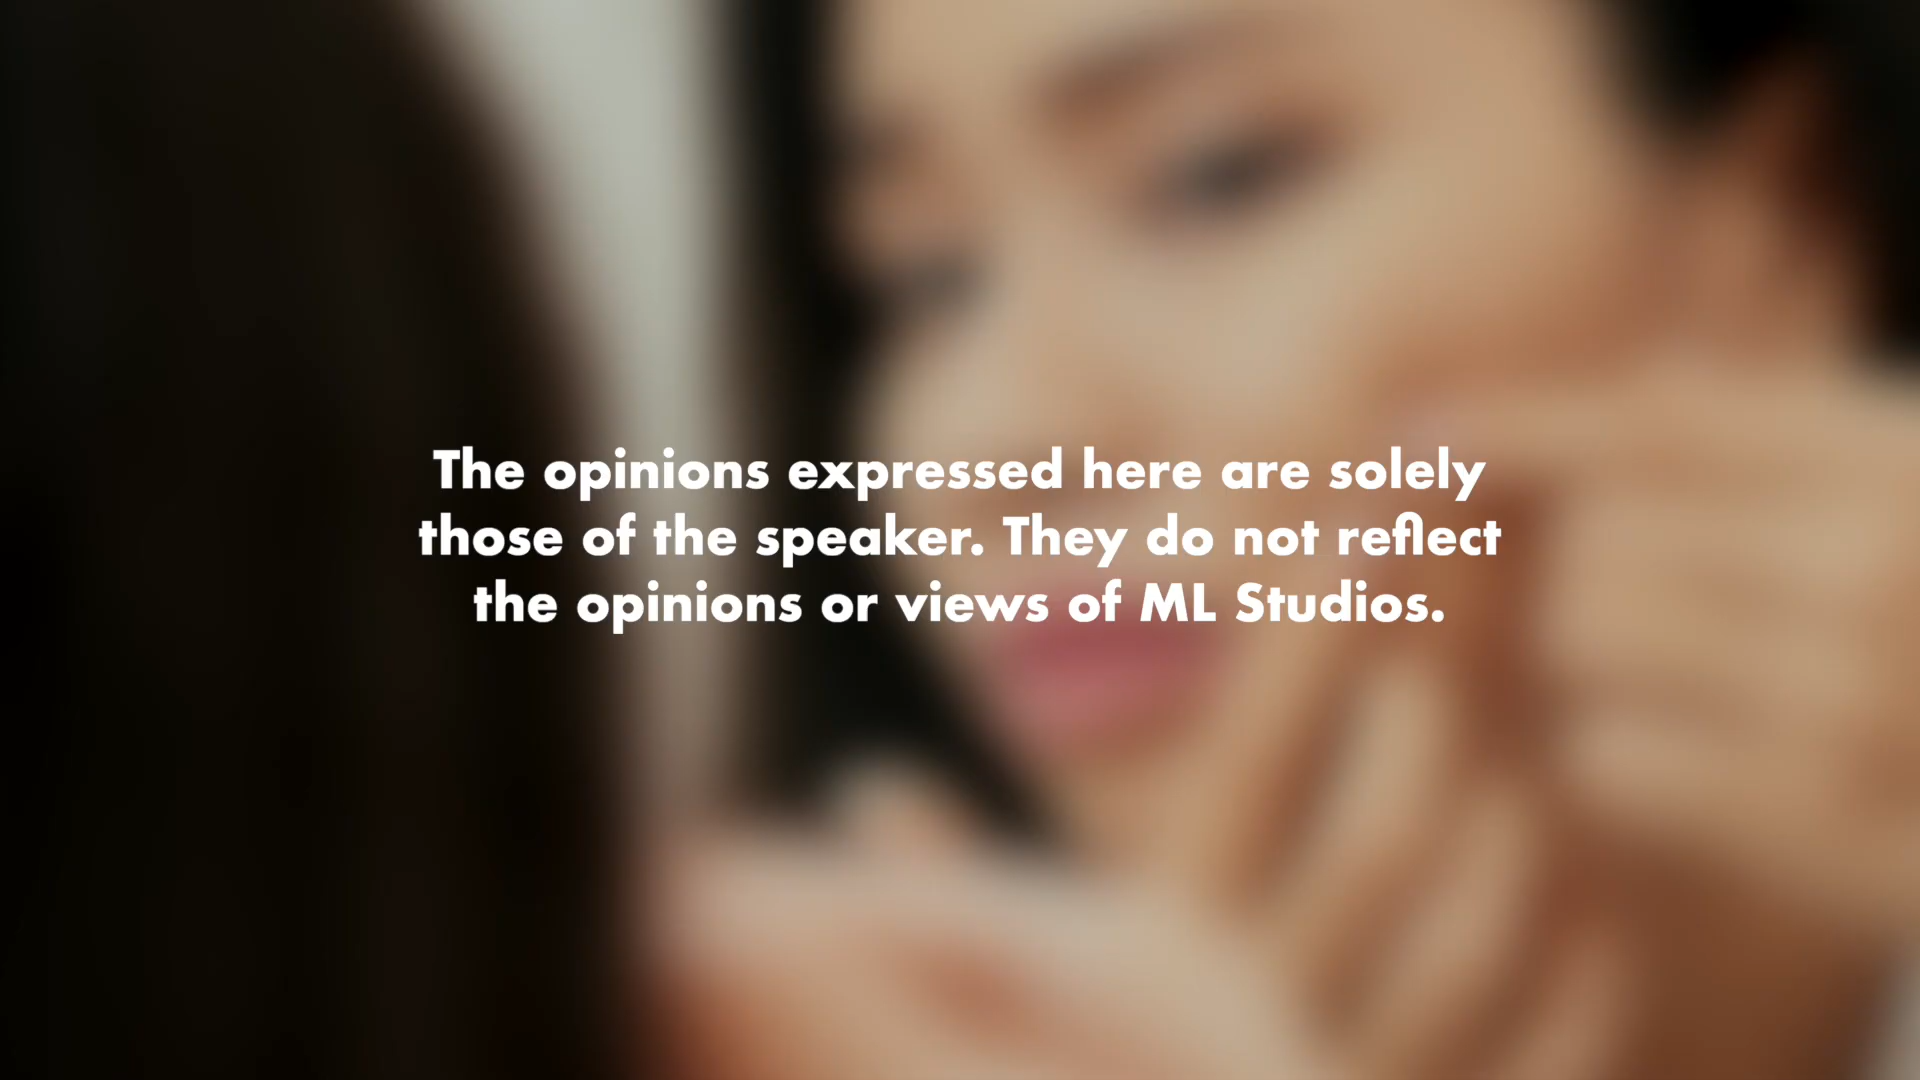 The opinions expressed here are solely
those of the speaker. They do not reflect
the opinions or views of ML Studios.